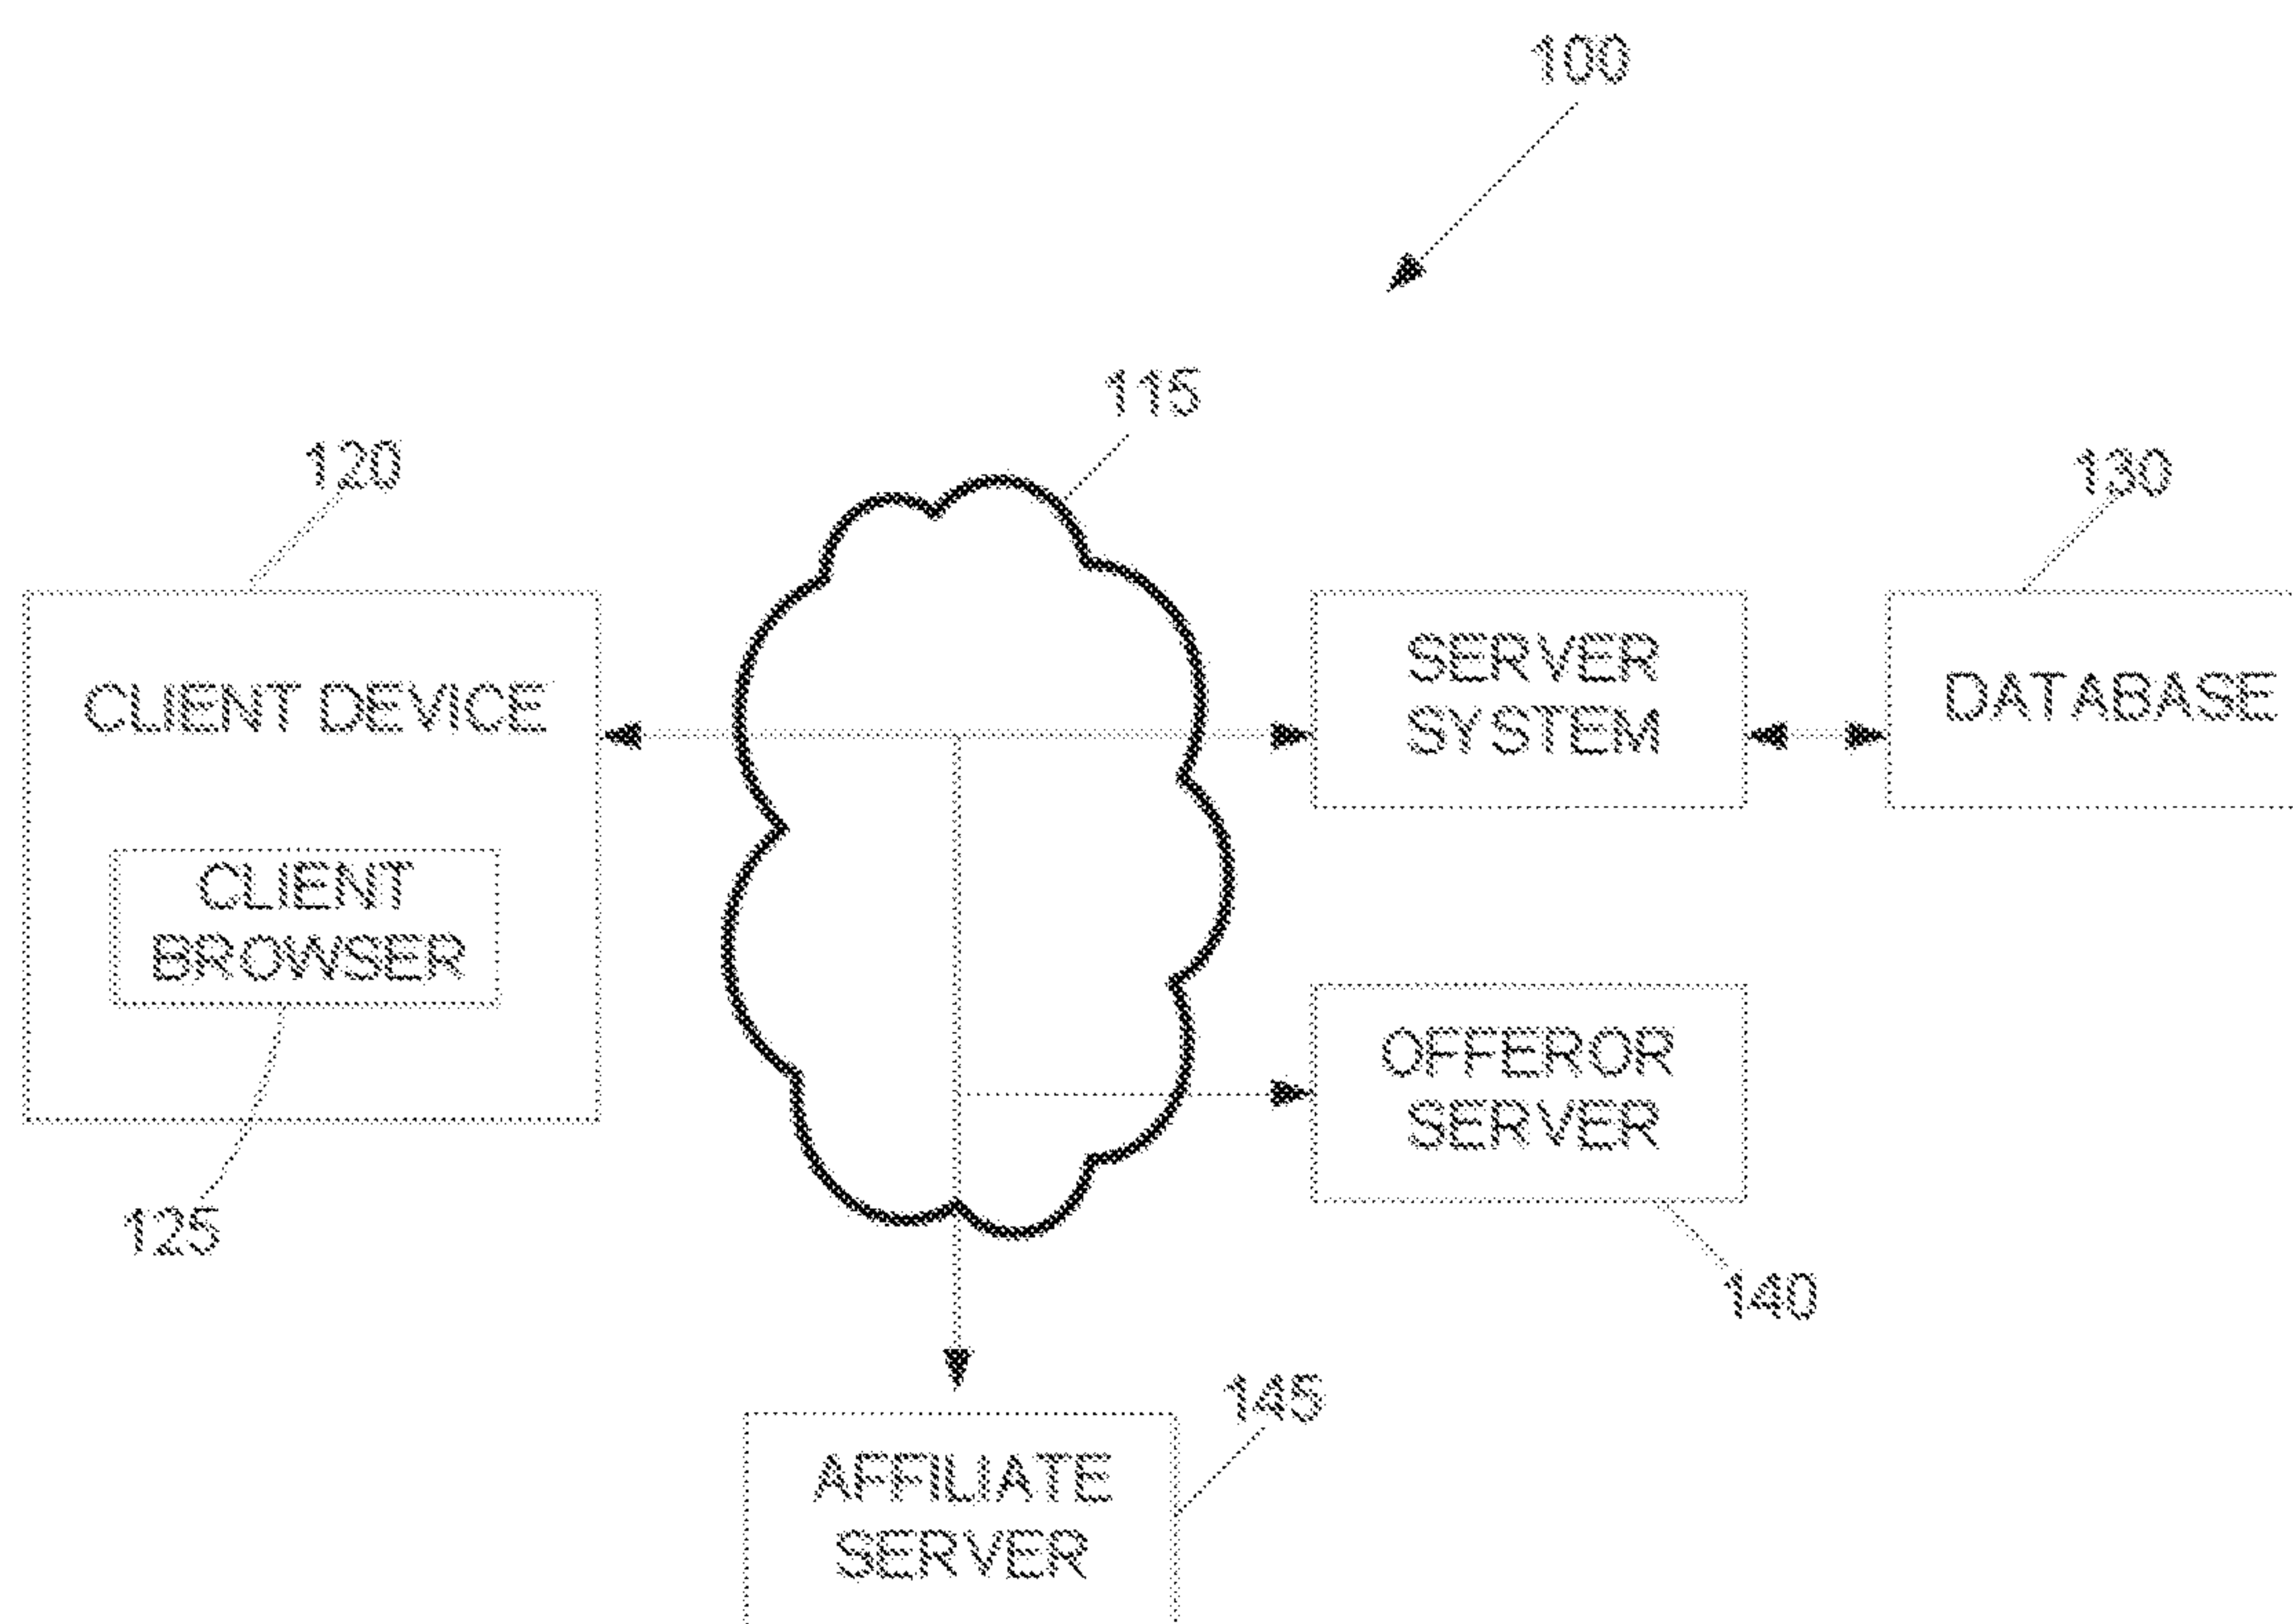 100
115
120
130
CLIENT DEVICE
SERVER
SYSTEM
DATABASE
CLIENT
BROWSER
OFFEROR
SERVER
125
140
145
AFFILIATE
SERVER